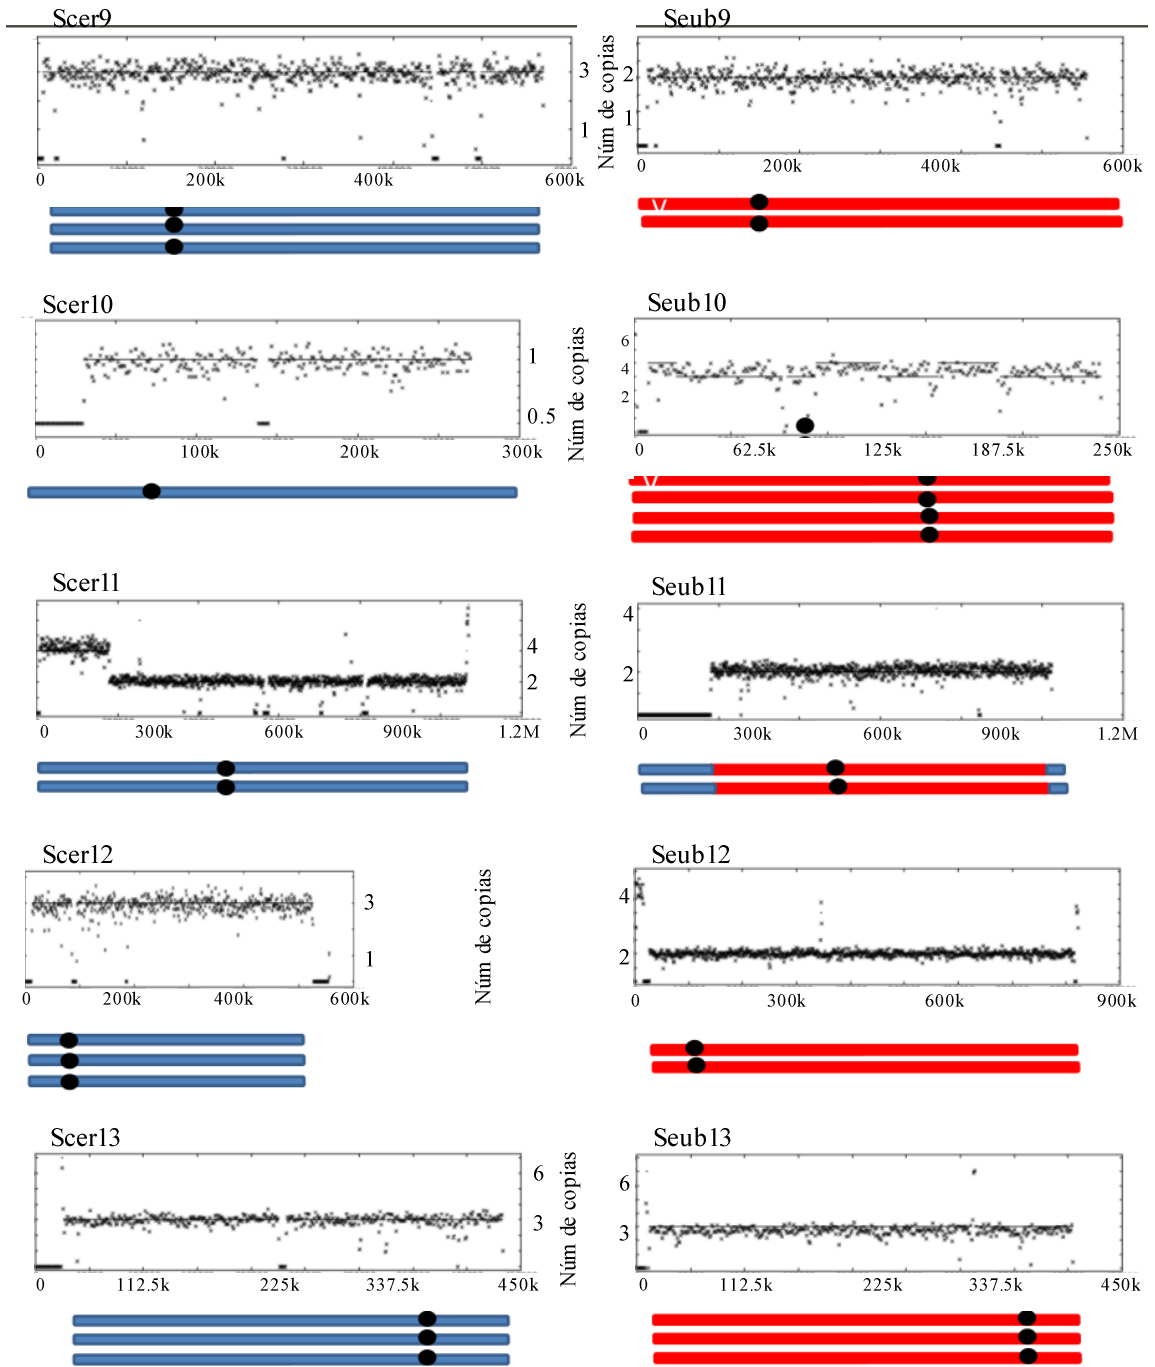 Scer9 Seub9
3
1
0 200k 400k 600k
Núm de copias
2
1
0 200k 400k 600k
Scer10 Seub10
1
0.5
0 100k 200k 300k
Núm de copias
6
4
2
0 62.5k 125k 187.5k 250k
Scer11 Seub11
4
2
0 300k 600k 900k 1.2M
Núm de copias
4
2
0 300k 600k 900k 1.2M
Scer12 Seub12
3
1
0 200k 400k 600k
Núm de copias
4
2
0 300k 600k 900k
Scer13 Seub13
6
3
0 112.5k 225k 337.5k 450k
Núm de copias
6
3
0 112.5k 225k 337.5k 450k